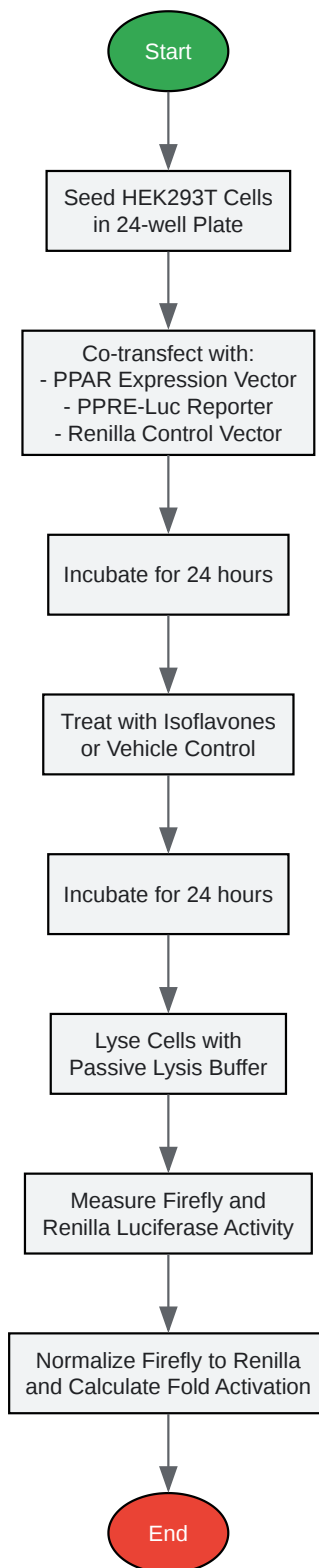 Start
Seed HEK293T Cells
in 24-well Plate
Co-transfect with:
- PPAR Expression Vector
- PPRE-Luc Reporter
- Renilla Control Vector
Incubate for 24 hours
Treat with Isoflavones
or Vehicle Control
Incubate for 24 hours
Lyse Cells with
Passive Lysis Buffer
Measure Firefly and
Renilla Luciferase Activity
Normalize Firefly to Renilla
and Calculate Fold Activation
End